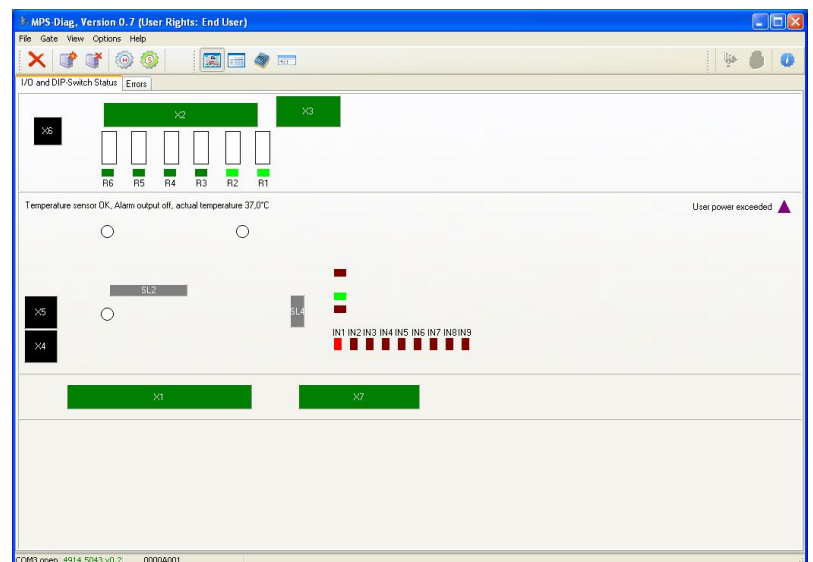 MPS-Diag, Version 0.7 (User Rights: End User)
File Gate View Options Help
I/O and DIP-Switch Status Errors
X2 X3
X6
R6 R5 R4 R3 R2 R1
Temperature sensor OK, Alarm output off, actual temperature 37,0°C User power exceeded
SL2
X5 SL4
IN1 IN2 IN3 IN4 IN5 IN6 IN7 IN8 IN9
X4
X1 X7
COM3 open 4914-5043 v0.2 0000A001